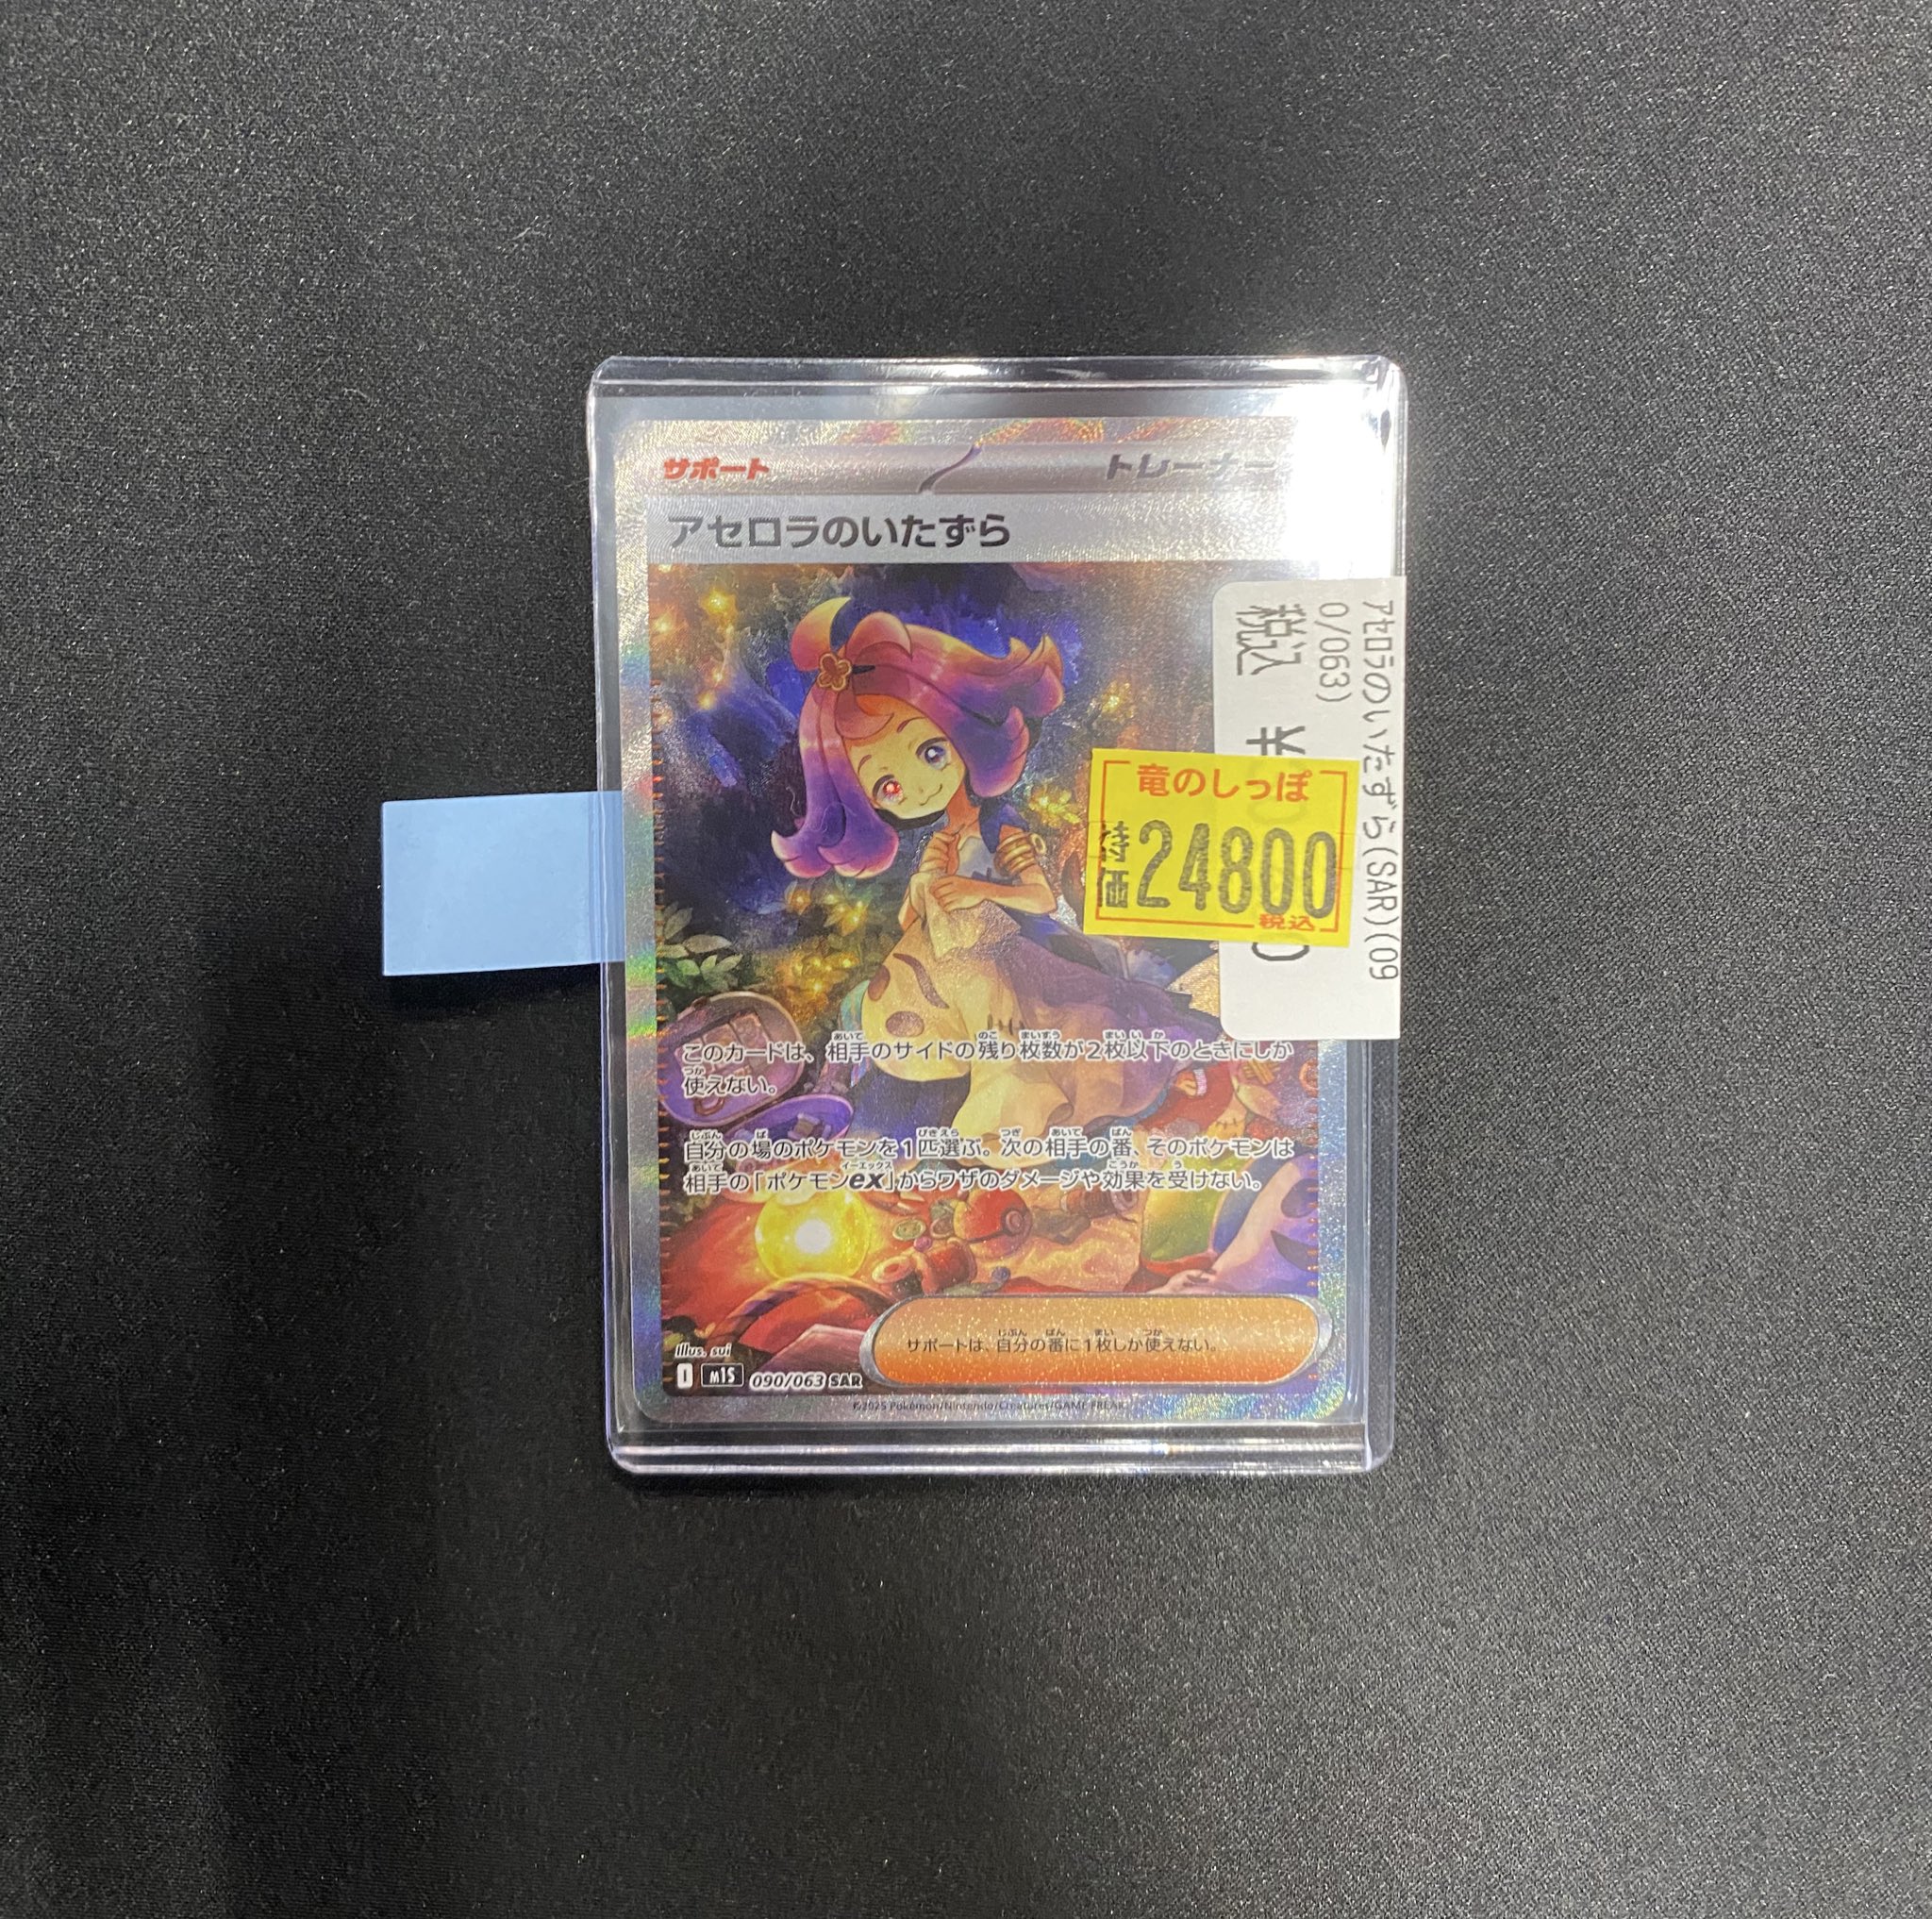 サポート
トレーナー
アセロラのいたずら
アセロラのいたずら(SAR)(09
0/063)
税込 ¥
竜のしっぽ
特価 24800
税込
このカードは、相手のサイドの残り枚数が2枚以下のときにしか
使えない。
自分の場のポケモンを1匹選ぶ。次の相手の番、そのポケモンは
相手の「ポケモンex」からワザのダメージや効果を受けない。
サポートは、自分の番に1枚しか使えない。
Illus. sui
I M1S 090/063 SAR
©2025 Pokémon/Nintendo/Creatures/GAME FREAK